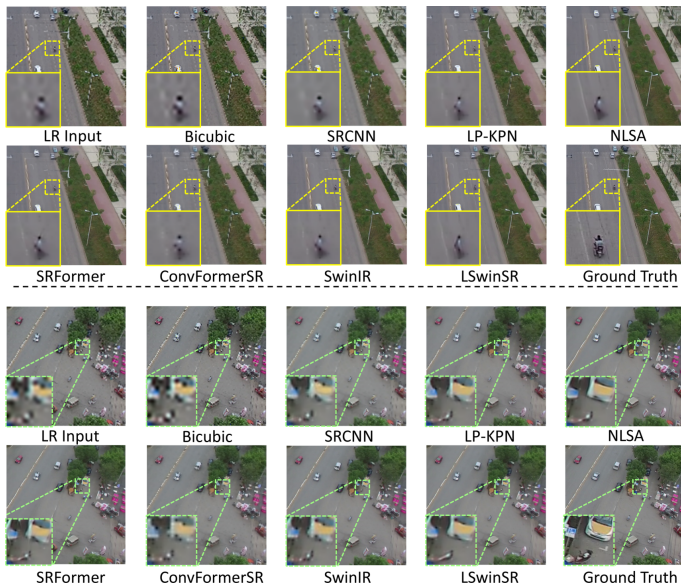 LR Input Bicubic SRCNN LP-KPN NLSA
SRFormer ConvFormerSR SwinIR LSwinSR Ground Truth
LR Input Bicubic SRCNN LP-KPN NLSA
SRFormer ConvFormerSR SwinIR LSwinSR Ground Truth